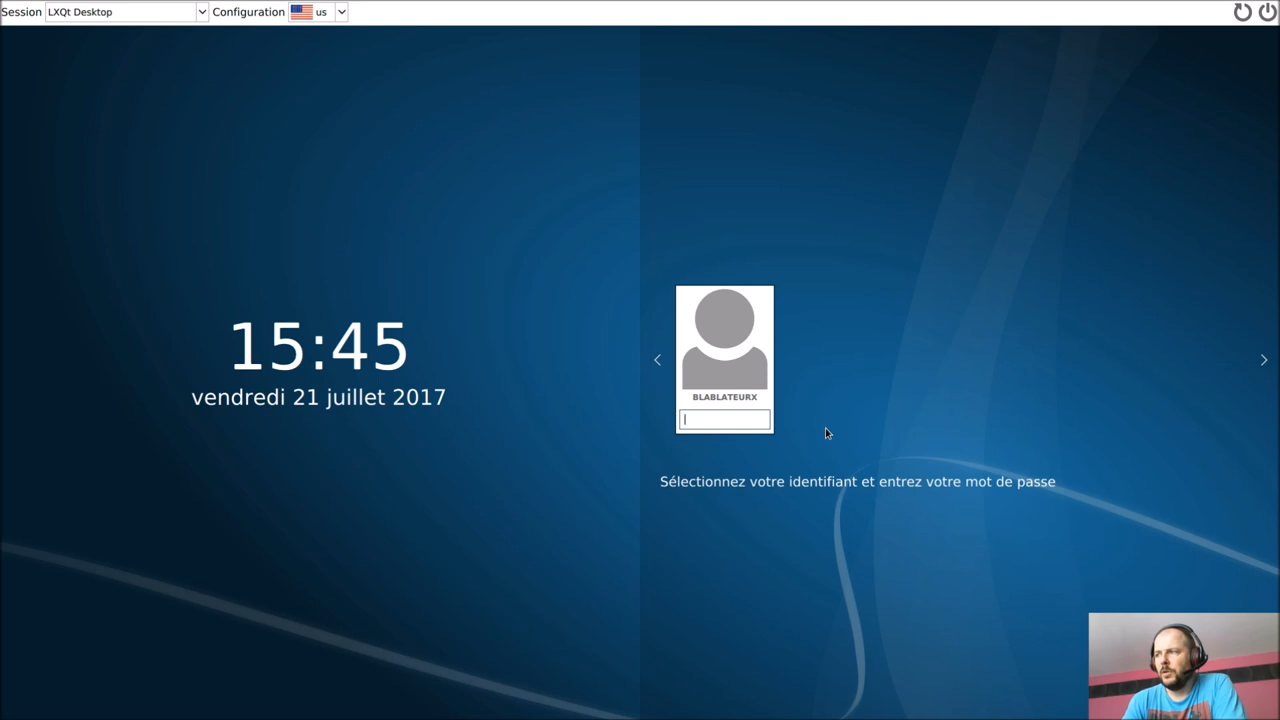 Session LXQt Desktop Configuration us
15:45
vendredi 21 juillet 2017
BLABLATEURX
Sélectionnez votre identifiant et entrez votre mot de passe